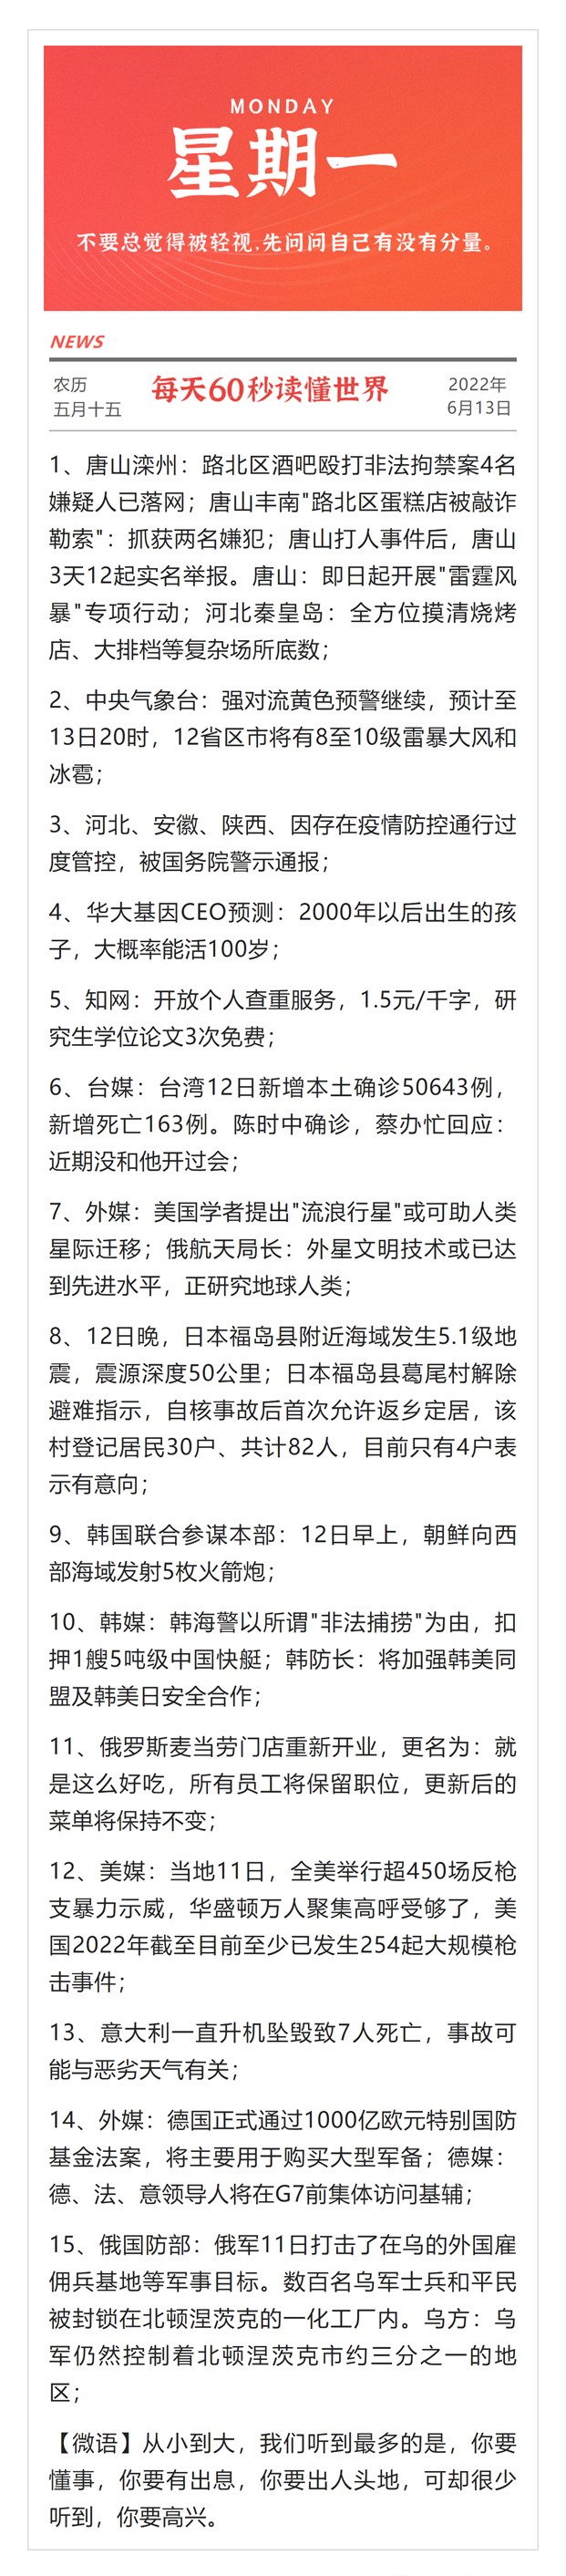 MONDAY
星期一
不要总觉得被轻视,先问问自己有没有分量。
NEWS
农历
五月十五
每天60秒读懂世界
2022年
6月13日
1、唐山滦州：路北区酒吧殴打非法拘禁案4名
嫌疑人已落网；唐山丰南"路北区蛋糕店被敲诈
勒索"：抓获两名嫌犯；唐山打人事件后，唐山
3天12起实名举报。唐山：即日起开展"雷霆风
暴"专项行动；河北秦皇岛：全方位摸清烧烤
店、大排档等复杂场所底数；
2、中央气象台：强对流黄色预警继续，预计至
13日20时，12省区市将有8至10级雷暴大风和
冰雹；
3、河北、安徽、陕西、因存在疫情防控通行过
度管控，被国务院警示通报；
4、华大基因CEO预测：2000年以后出生的孩
子，大概率能活100岁；
5、知网：开放个人查重服务，1.5元/千字，研
究生学位论文3次免费；
6、台媒：台湾12日新增本土确诊50643例，
新增死亡163例。陈时中确诊，蔡办忙回应：
近期没和他开过会；
7、外媒：美国学者提出"流浪行星"或可助人类
星际迁移；俄航天局长：外星文明技术或已达
到先进水平，正研究地球人类；
8、12日晚，日本福岛县附近海域发生5.1级地
震，震源深度50公里；日本福岛县葛尾村解除
避难指示，自核事故后首次允许返乡定居，该
村登记居民30户、共计82人，目前只有4户表
示有意向；
9、韩国联合参谋本部：12日早上，朝鲜向西
部海域发射5枚火箭炮；
10、韩媒：韩海警以所谓"非法捕捞"为由，扣
押1艘5吨级中国快艇；韩防长：将加强韩美同
盟及韩美日安全合作；
11、俄罗斯麦当劳门店重新开业，更名为：就
是这么好吃，所有员工将保留职位，更新后的
菜单将保持不变；
12、美媒：当地11日，全美举行超450场反枪
支暴力示威，华盛顿万人聚集高呼受够了，美
国2022年截至目前至少已发生254起大规模枪
击事件；
13、意大利一直升机坠毁致7人死亡，事故可
能与恶劣天气有关；
14、外媒：德国正式通过1000亿欧元特别国防
基金法案，将主要用于购买大型军备；德媒：
德、法、意领导人将在G7前集体访问基辅；
15、俄国防部：俄军11日打击了在乌的外国雇
佣兵基地等军事目标。数百名乌军士兵和平民
被封锁在北顿涅茨克的一化工厂内。乌方：乌
军仍然控制着北顿涅茨克市约三分之一的地
区；
【微语】从小到大，我们听到最多的是，你要
懂事，你要有出息，你要出人头地，可却很少
听到，你要高兴。